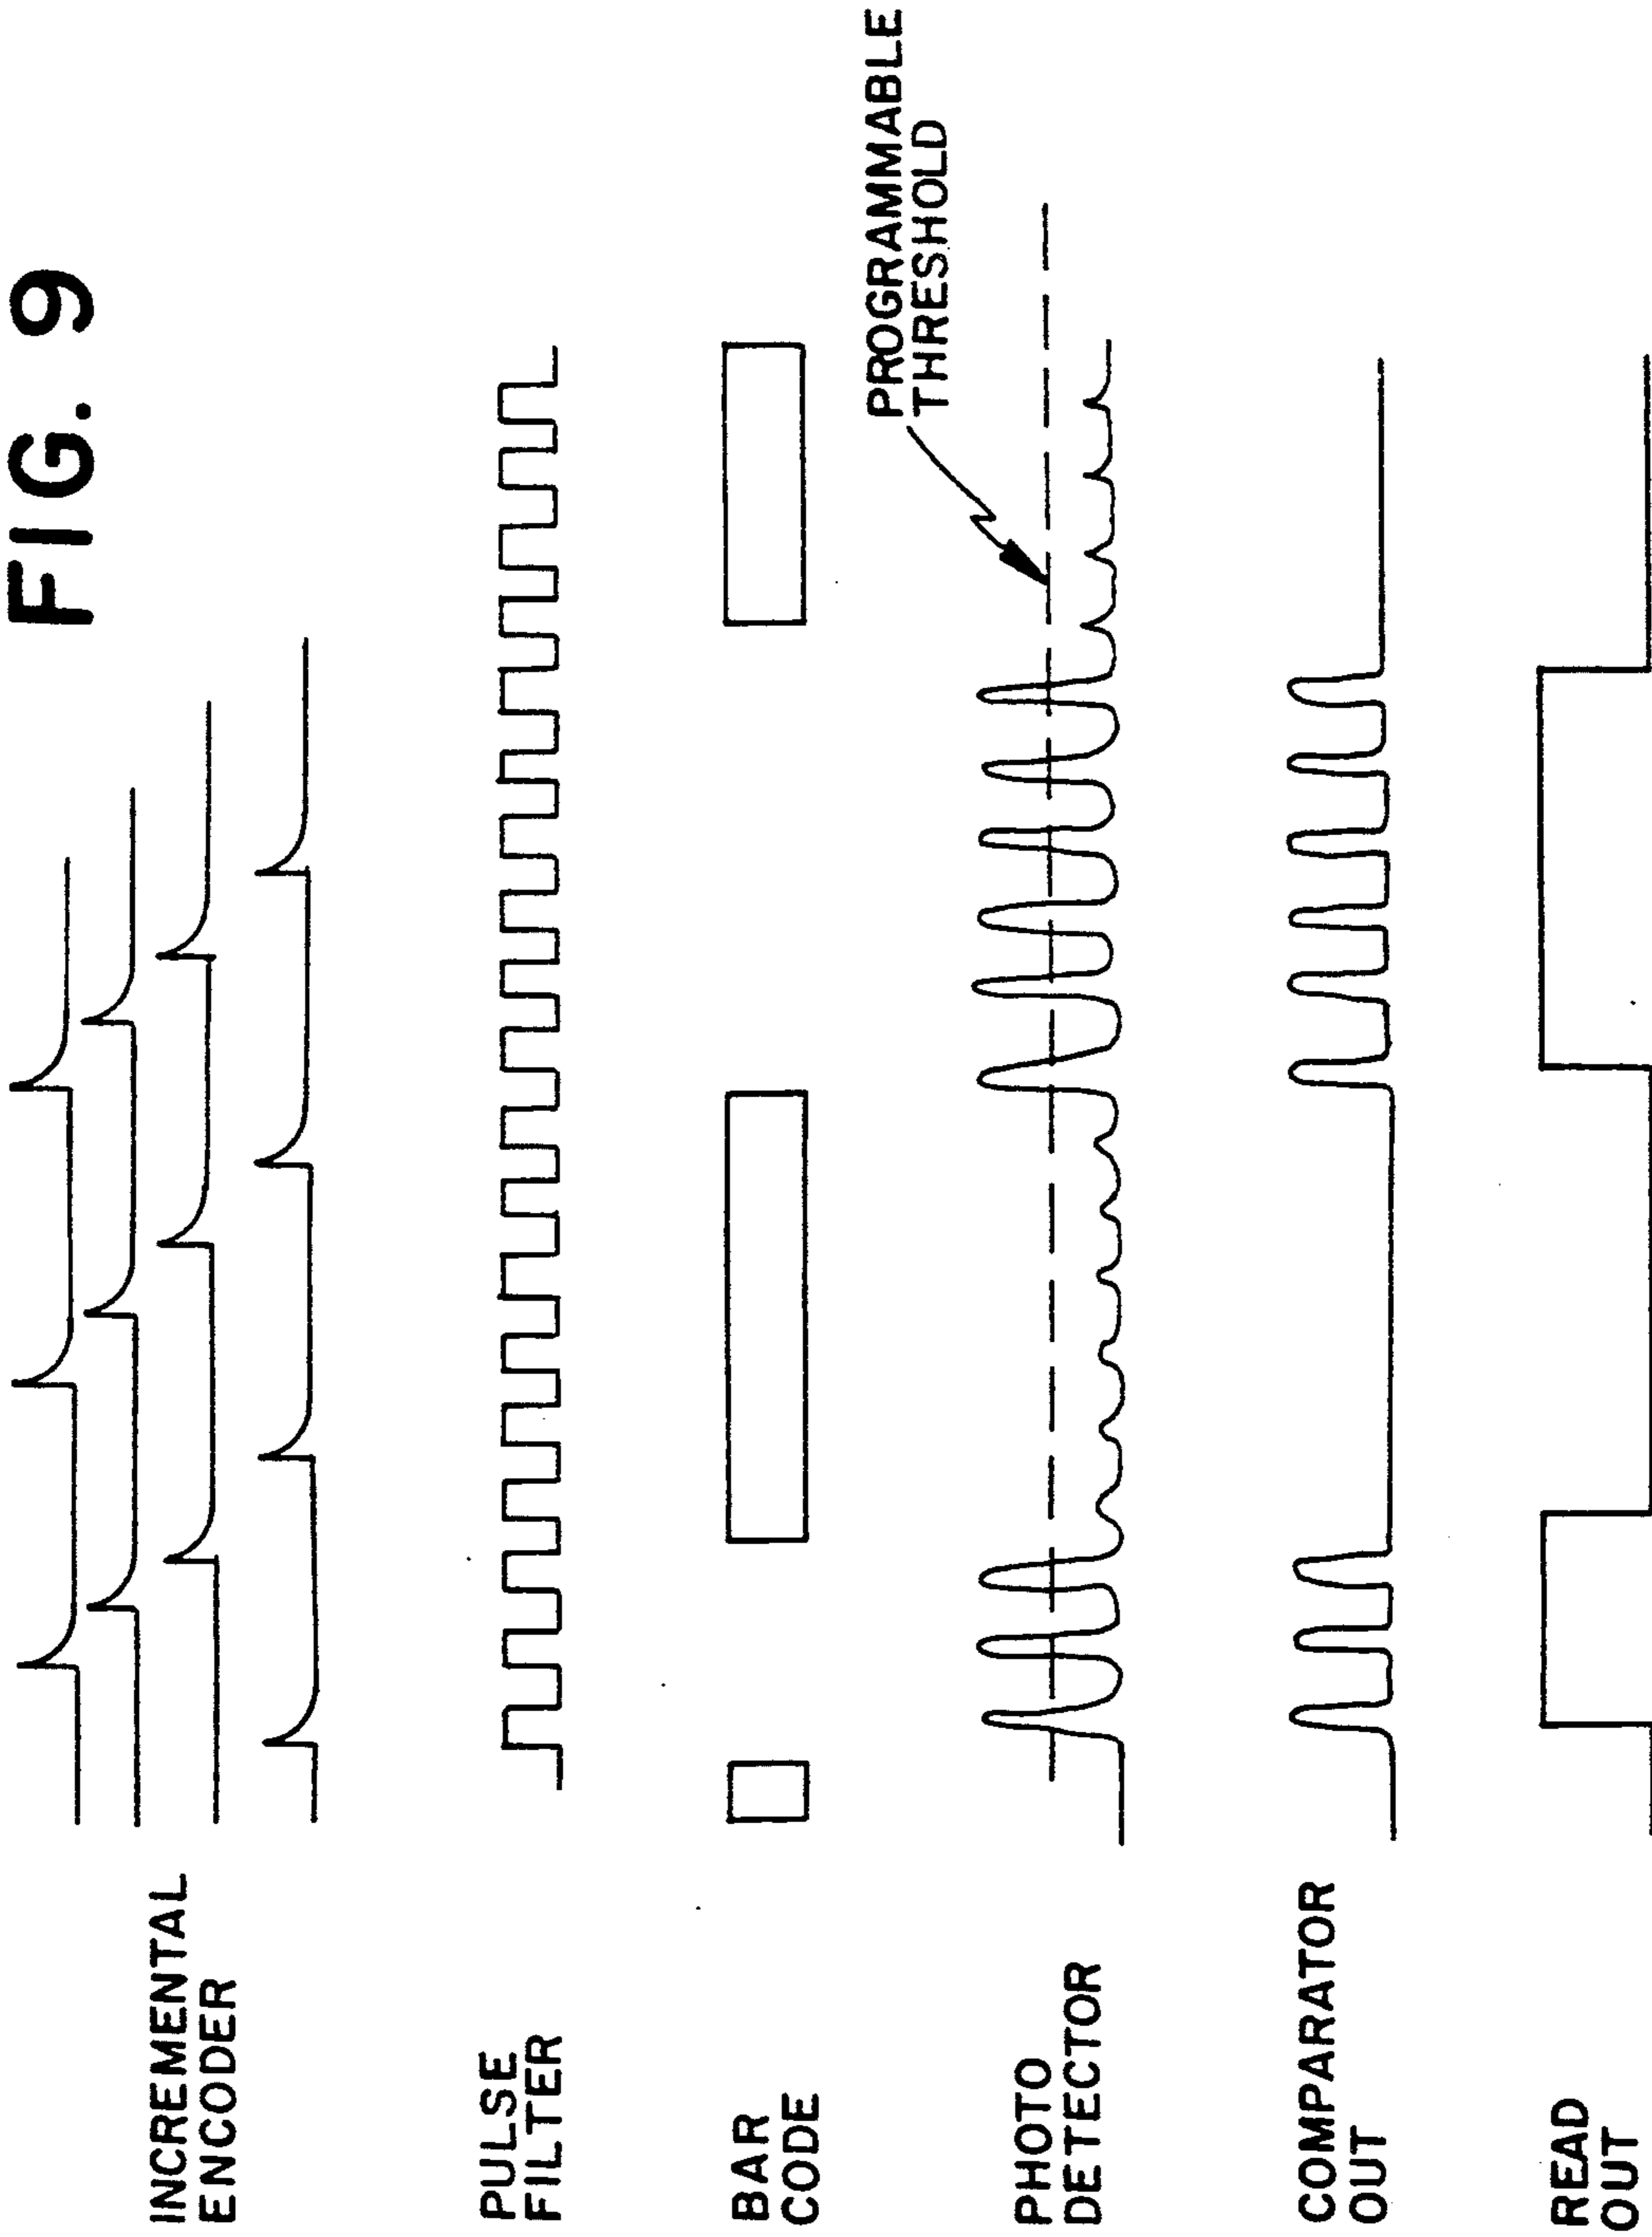 FIG. 9
INCREMENTAL
ENCODER
PULSE
FILTER
BAR
CODE
PROGRAMMABLE
THRESHOLD
PHOTO
DETECTOR
COMPARATOR
OUT
READ
OUT